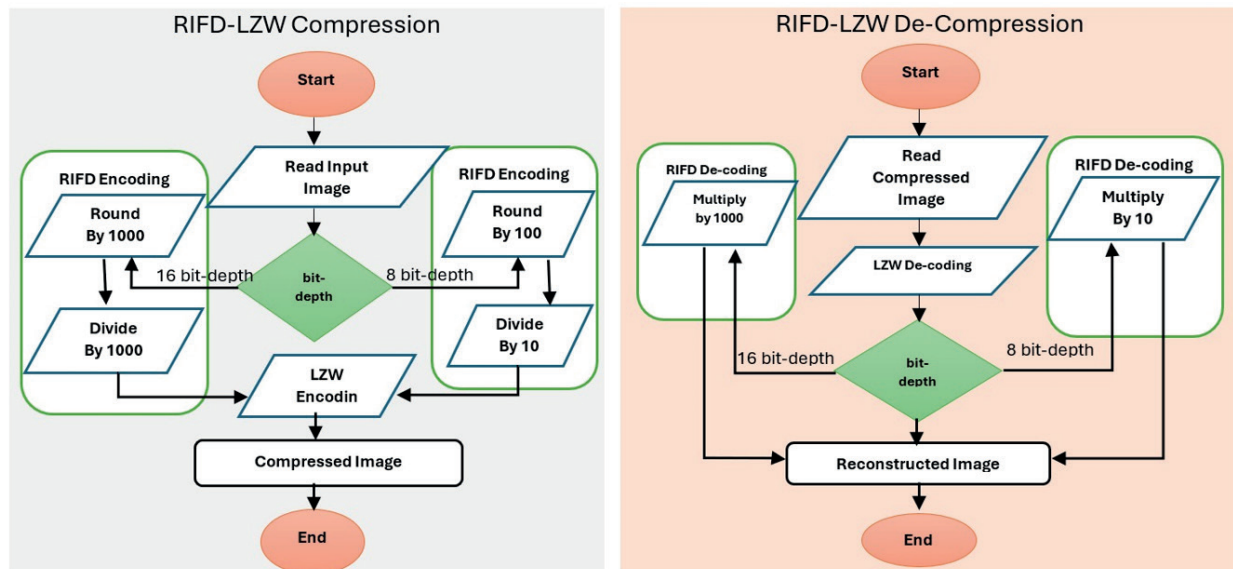 RIFD-LZW Compression
Start
Read Input
Image
RIFD Encoding
Round
By 1000
Divide
By 1000
16 bit-depth
bit-
depth
8 bit-depth
RIFD Encoding
Round
By 100
Divide
By 10
LZW
Encodin
Compressed Image
End
RIFD-LZW De-Compression
Start
Read
Compressed
Image
LZW De-coding
RIFD De-coding
Multiply
by 1000
16 bit-depth
bit-
depth
8 bit-depth
RIFD De-coding
Multiply
By 10
Reconstructed Image
End